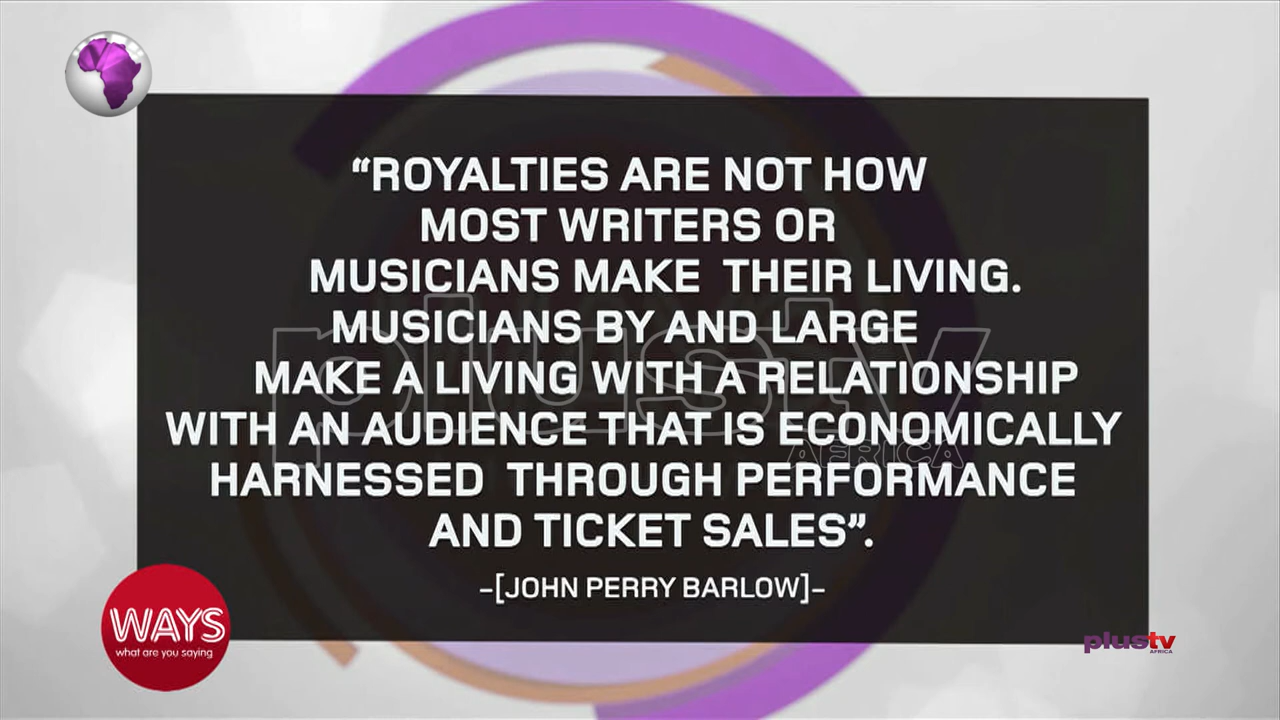 “ROYALTIES ARE NOT HOW
MOST WRITERS OR
MUSICIANS MAKE THEIR LIVING.
MUSICIANS BY AND LARGE
MAKE A LIVING WITH A RELATIONSHIP
WITH AN AUDIENCE THAT IS ECONOMICALLY
HARNESSED THROUGH PERFORMANCE
AND TICKET SALES”.
–[JOHN PERRY BARLOW]–
plustv
AFRICA
WAYS
what are you saying
plustv
AFRICA